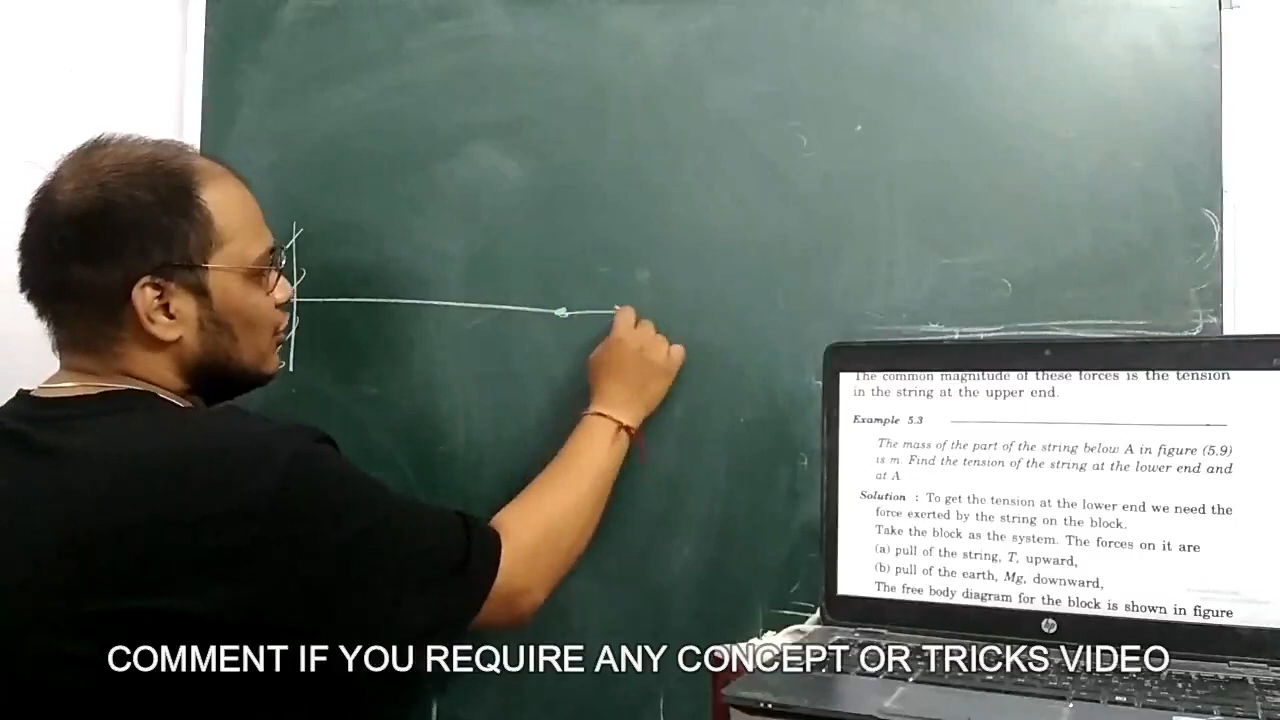 The common magnitude of these forces is the tension
in the string at the upper end.
Example 5.3
The mass of the part of the string below A in figure (5.9)
is m. Find the tension of the string at the lower end and
at A.
Solution : To get the tension at the lower end we need the
force exerted by the string on the block.
Take the block as the system. The forces on it are
(a) pull of the string, T, upward,
(b) pull of the earth, Mg, downward,
The free body diagram for the block is shown in figure
hp
COMMENT IF YOU REQUIRE ANY CONCEPT OR TRICKS VIDEO